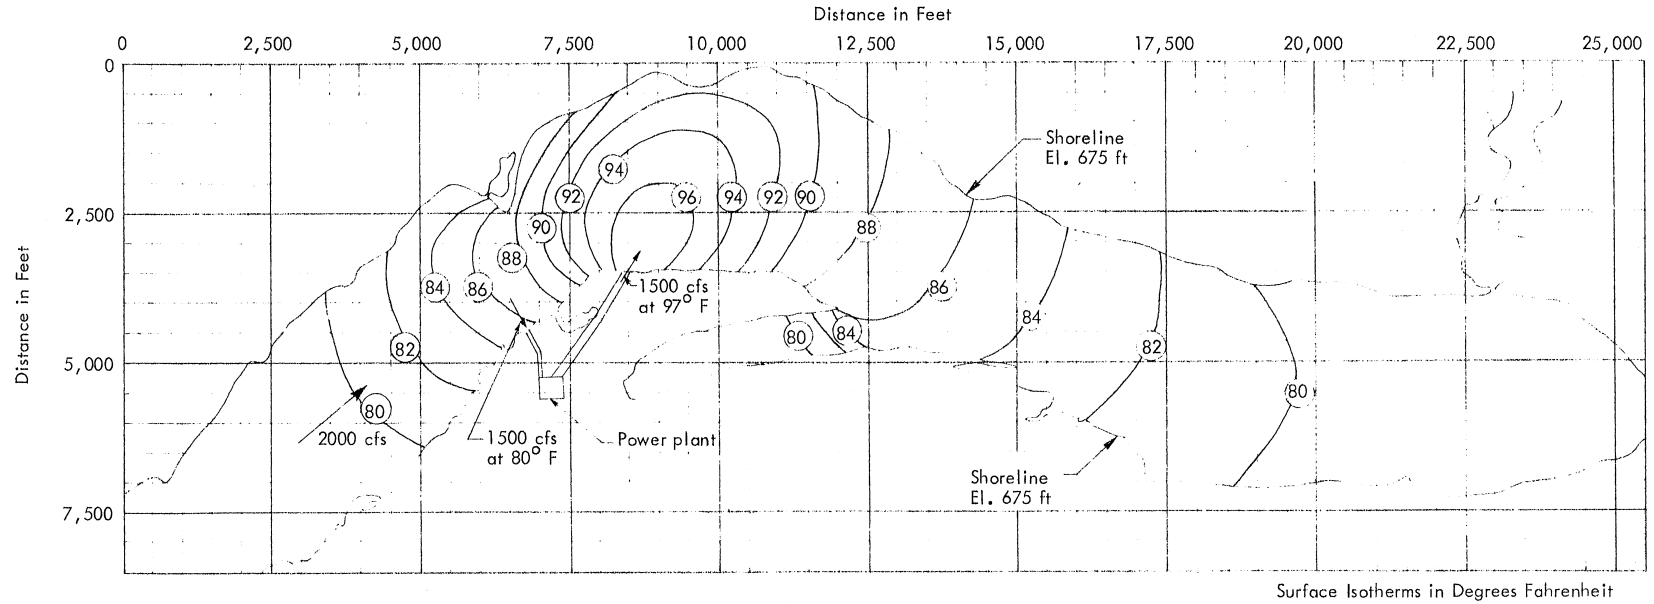 Distance in Feet
0 2,500 5,000 7,500 10,000 12,500 15,000 17,500 20,000 22,500 25,000
0
Shoreline
El. 675 ft
94
92 96 94 92 90
2,500
90 88
88
84 86 86
1500 cfs
at 97° F
84
80 84
82 82
5,000
80
80
2000 cfs
1500 cfs
at 80° F
Power plant
Shoreline
El. 675 ft
7,500
Distance in Feet
Surface Isotherms in Degrees Fahrenheit